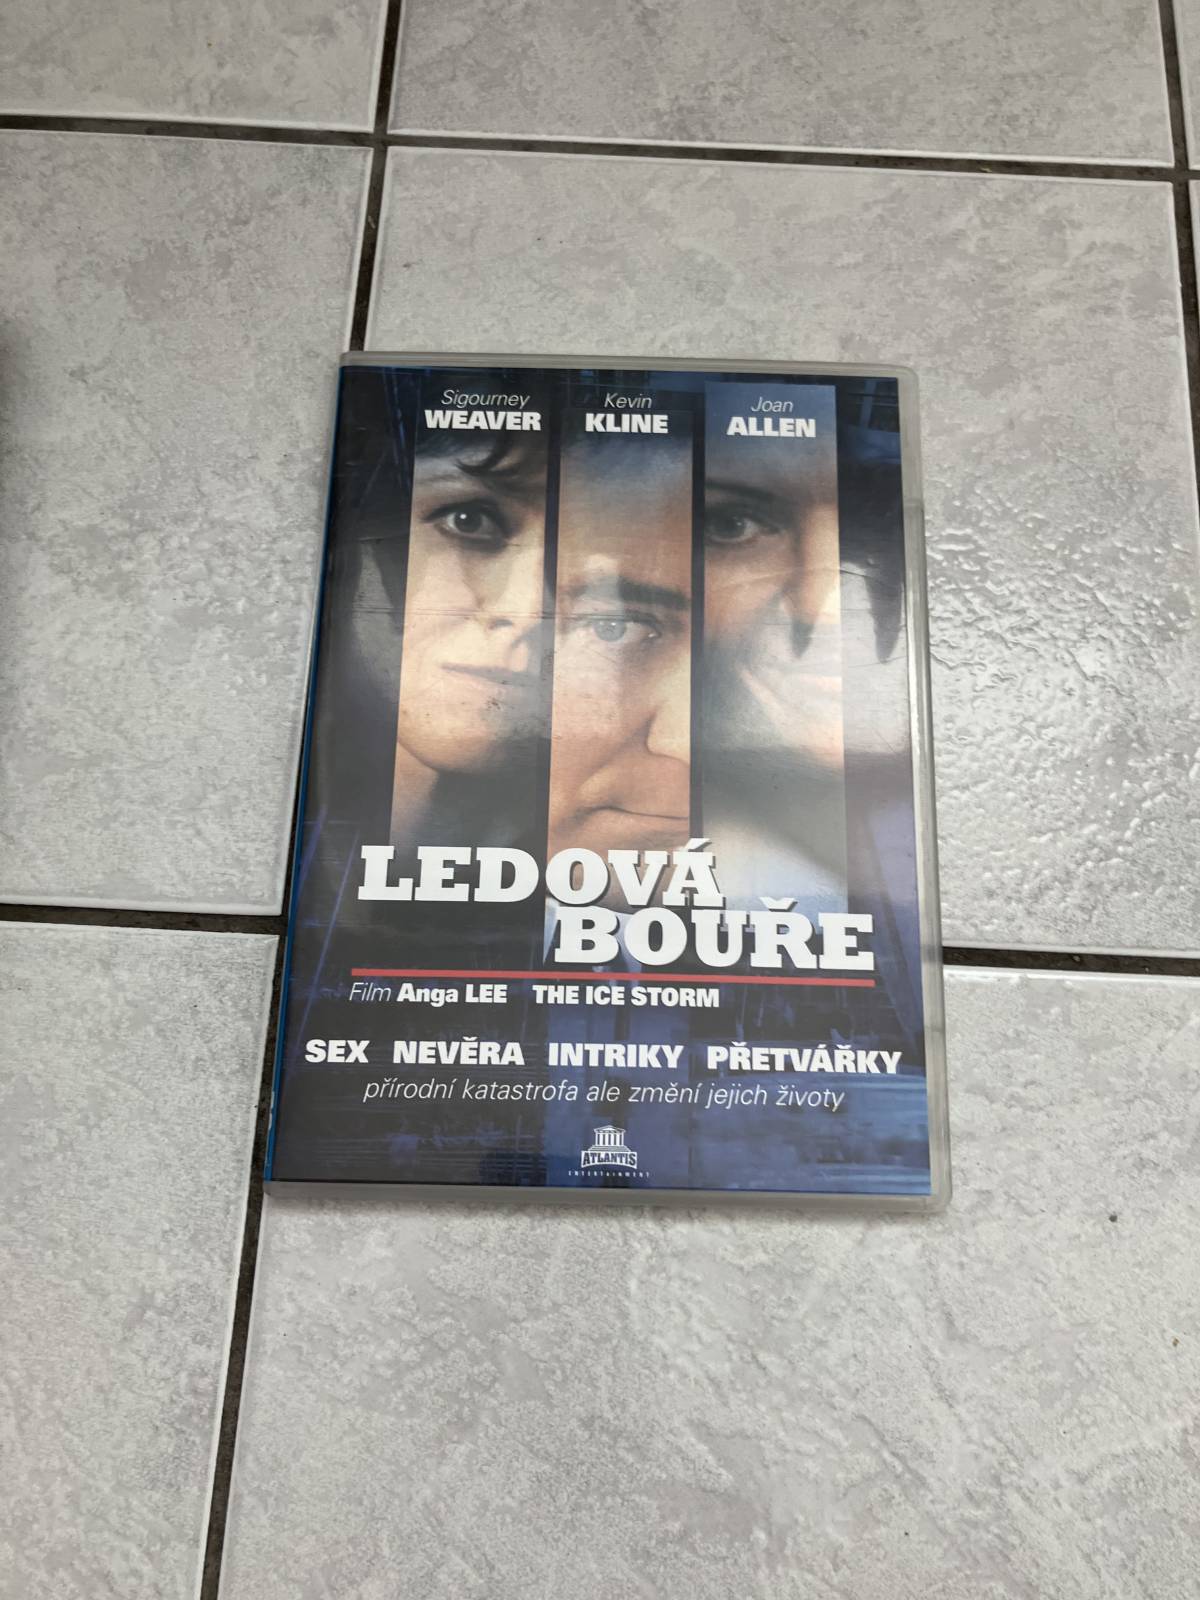 Sigourney Kevin Joan
WEAVER KLINE ALLEN
LEDOVÁ
BOUŘE
Film Anga LEE THE ICE STORM
SEX NEVĚRA INTRIKY PŘETVÁŘKY
přírodní katastrofa ale změní jejich životy
ATLANTIS
ENTERTAINMENT